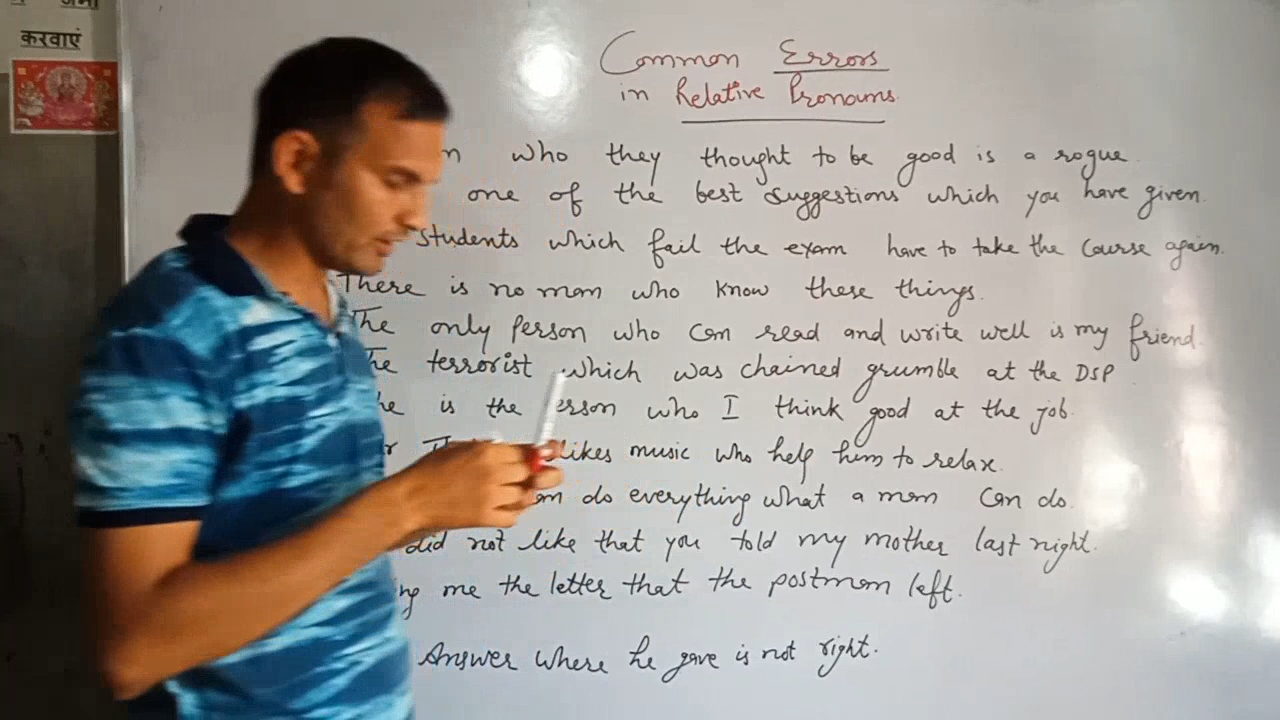 करवाएं
Common Errors
in Relative Pronouns
who they thought to be good is a rogue.
one of the best suggestions which you have given.
students which fail the exam have to take the course again.
There is no man who know these things.
The only person who can read and write well is my friend.
The terrorist which was chained grumble at the DSP
he is the person who I think good at the job.
likes music who help him to relax.
do everything what a man can do.
did not like that you told my mother last night.
me the letter that the postman left.
Answer where he gave is not right.